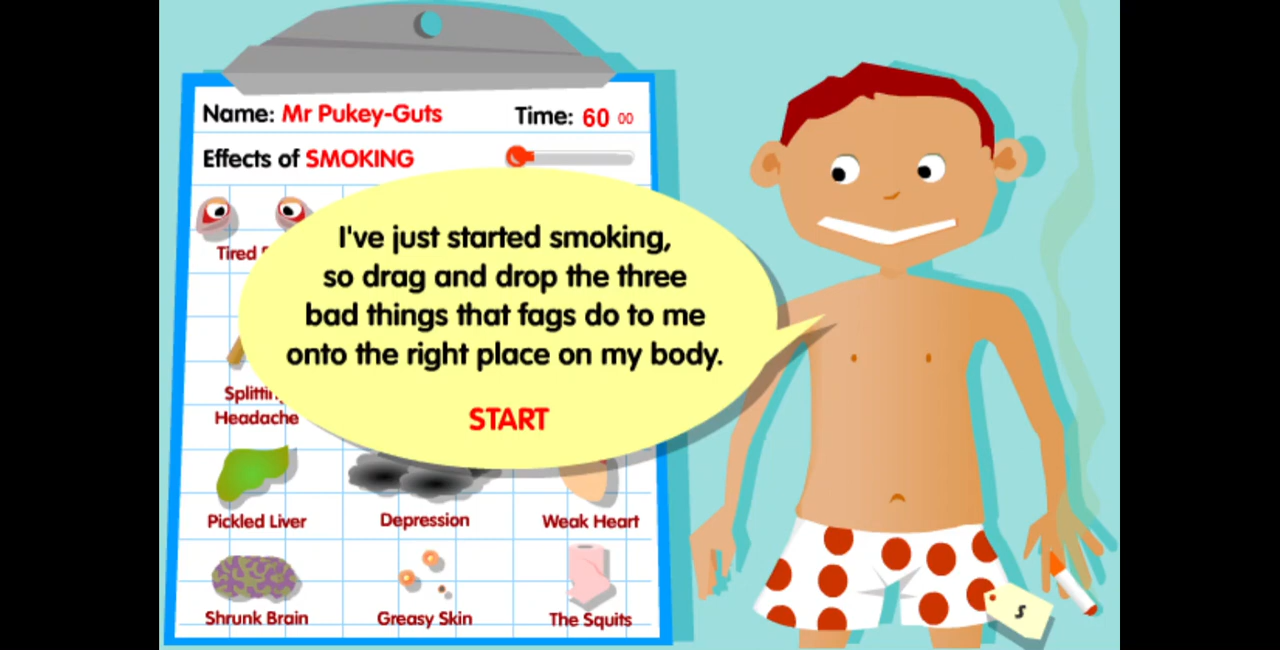 Name: Mr Pukey-Guts
Time: 60 00
Effects of SMOKING
I've just started smoking,
so drag and drop the three
bad things that fags do to me
onto the right place on my body.
START
Tired
Headache
Pickled Liver
Depression
Weak Heart
Shrunk Brain
Greasy Skin
The Squits
S